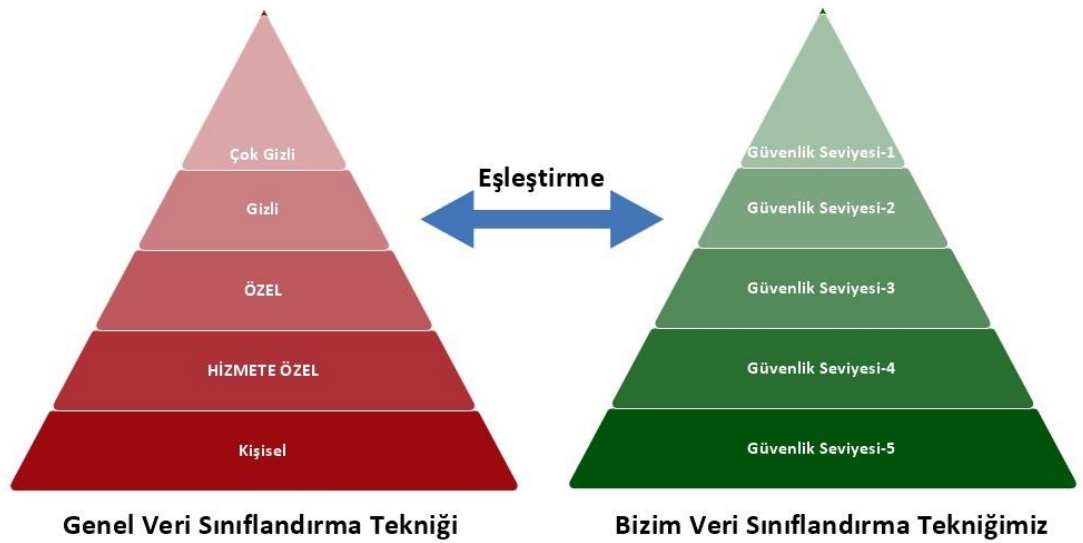 Çok Gizli
Gizli
ÖZEL
HİZMETE ÖZEL
Kişisel
Genel Veri Sınıflandırma Tekniği
Eşleştirme
Güvenlik Seviyesi-1
Güvenlik Seviyesi-2
Güvenlik Seviyesi-3
Güvenlik Seviyesi-4
Güvenlik Seviyesi-5
Bizim Veri Sınıflandırma Tekniğimiz